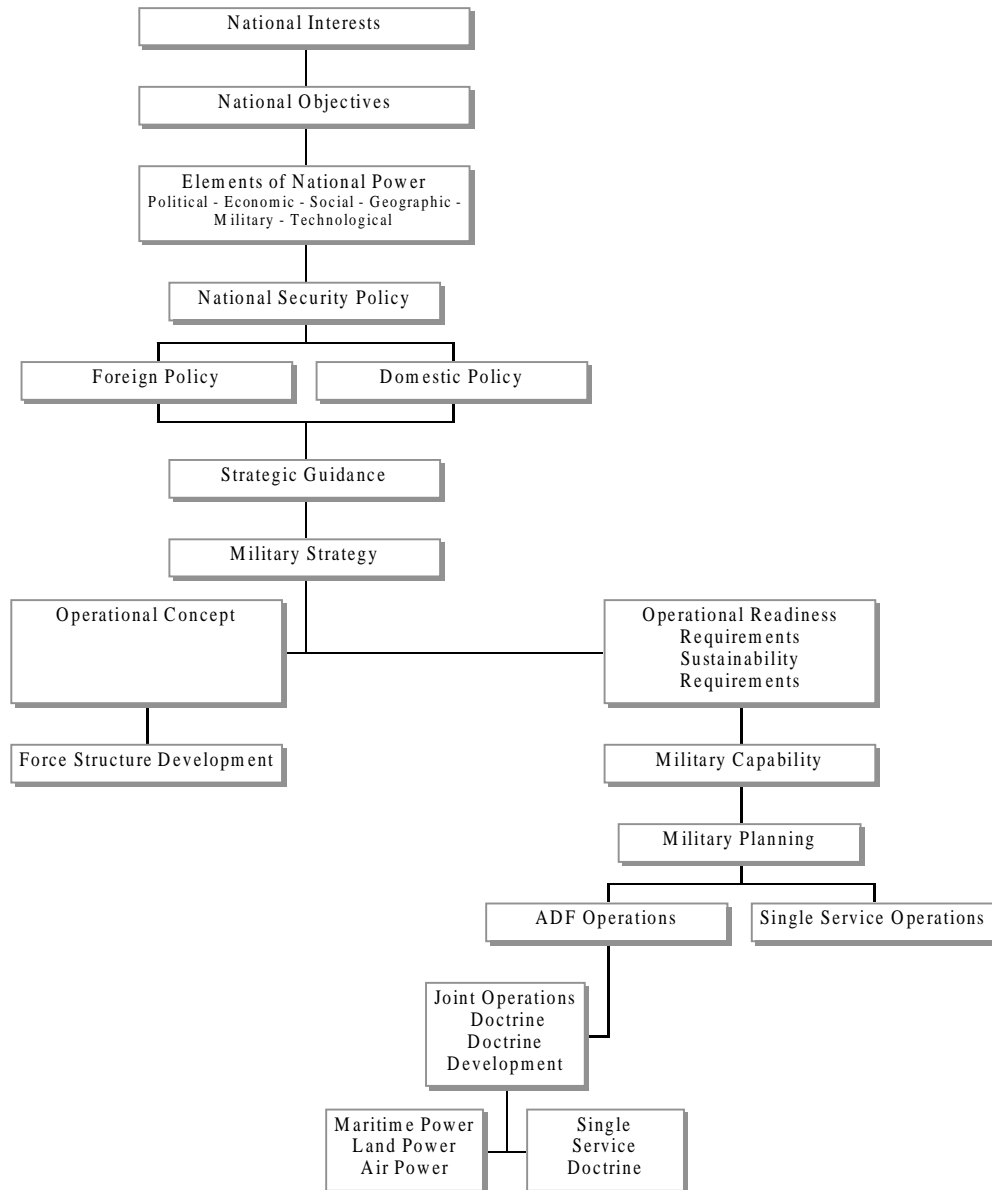 National Interests
National Objectives
Elements of National Power
Political - Economic - Social - Geographic -
Military - Technological
National Security Policy
Foreign Policy
Domestic Policy
Strategic Guidance
Military Strategy
Operational Concept
Operational Readiness
Requirements
Sustainability
Requirements
Force Structure Development
Military Capability
Military Planning
ADF Operations
Single Service Operations
Joint Operations
Doctrine
Doctrine
Development
Maritime Power
Land Power
Air Power
Single
Service
Doctrine